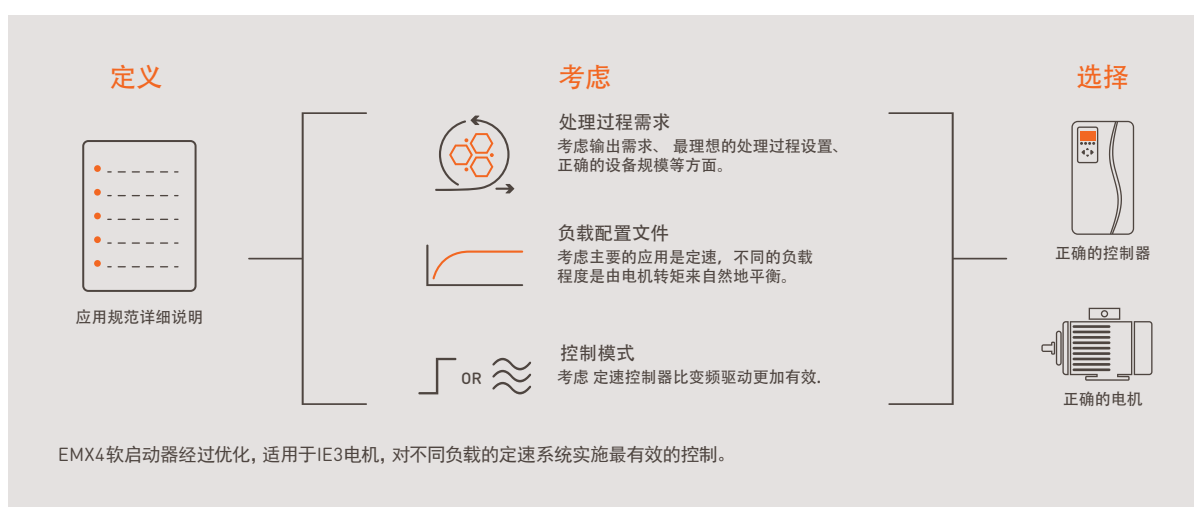 定义
应用规范详细说明
考虑
处理过程需求
考虑输出需求、 最理想的处理过程设置、
正确的设备规模等方面。
负载配置文件
考虑主要的应用是定速, 不同的负载
程度是由电机转矩来自然地平衡。
控制模式
OR
考虑 定速控制器比变频驱动更加有效.
选择
正确的控制器
正确的电机
EMX4软启动器经过优化, 适用于IE3电机, 对不同负载的定速系统实施最有效的控制。